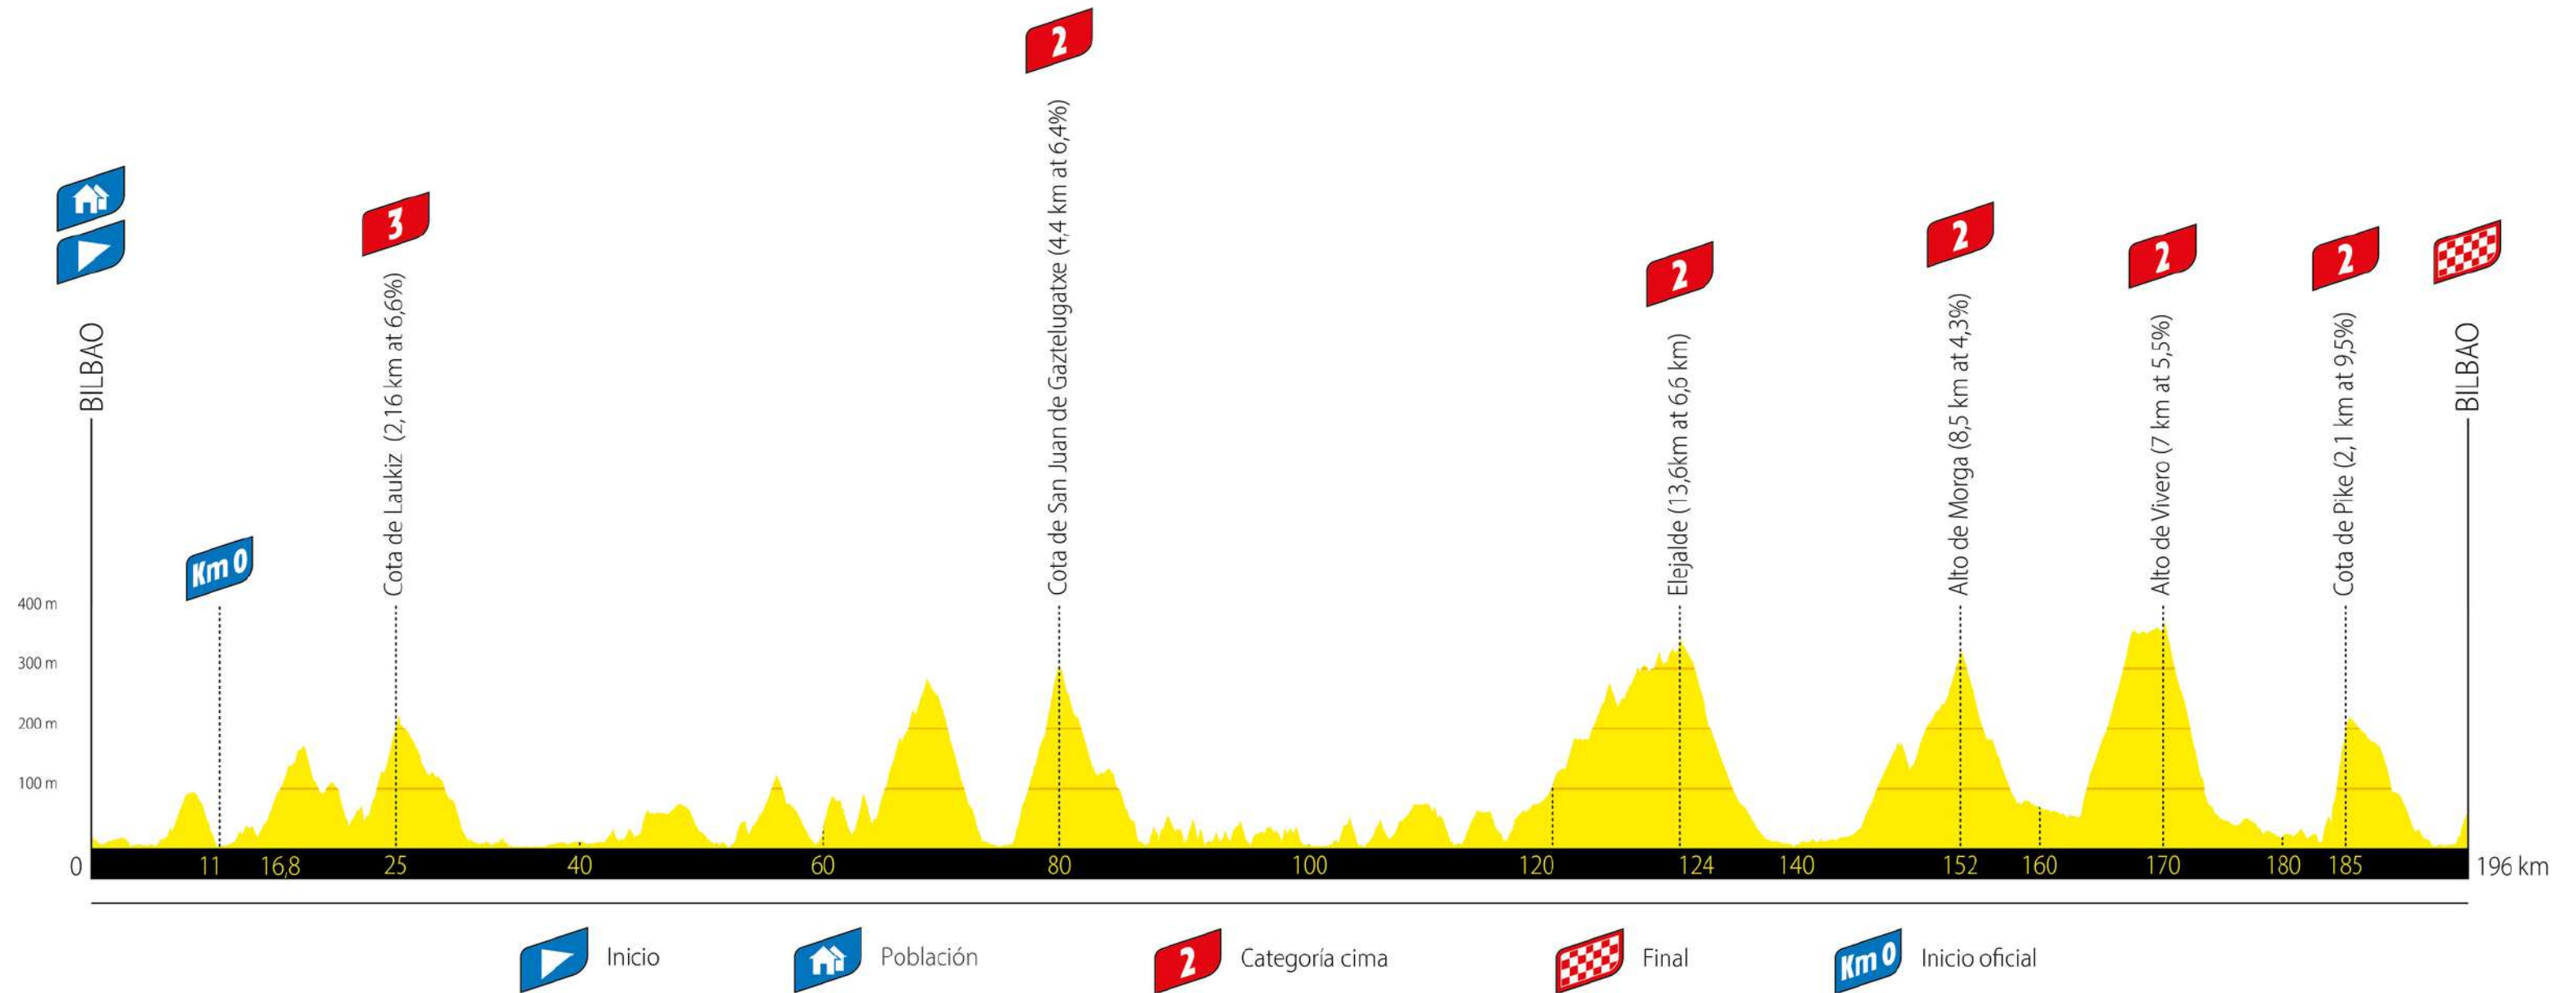 2
3
2
2
2
2
BILBAO
Km 0
Cota de Laukiz (2,16 km at 6,6%)
Cota de San Juan de Gaztelugatxe (4,4 km at 6,4%)
Elejalde (13,6km at 6,6 km)
Alto de Morga (8,5 km at 4,3%)
Alto de Vivero (7 km at 5,5%)
Cota de Pike (2,1 km at 9,5%)
BILBAO
400 m
300 m
200 m
100 m
0 11 16,8 25 40 60 80 100 120 124 140 152 160 170 180 185 196 km
Inicio
Población
2 Categoría cima
Final
Km 0 Inicio oficial